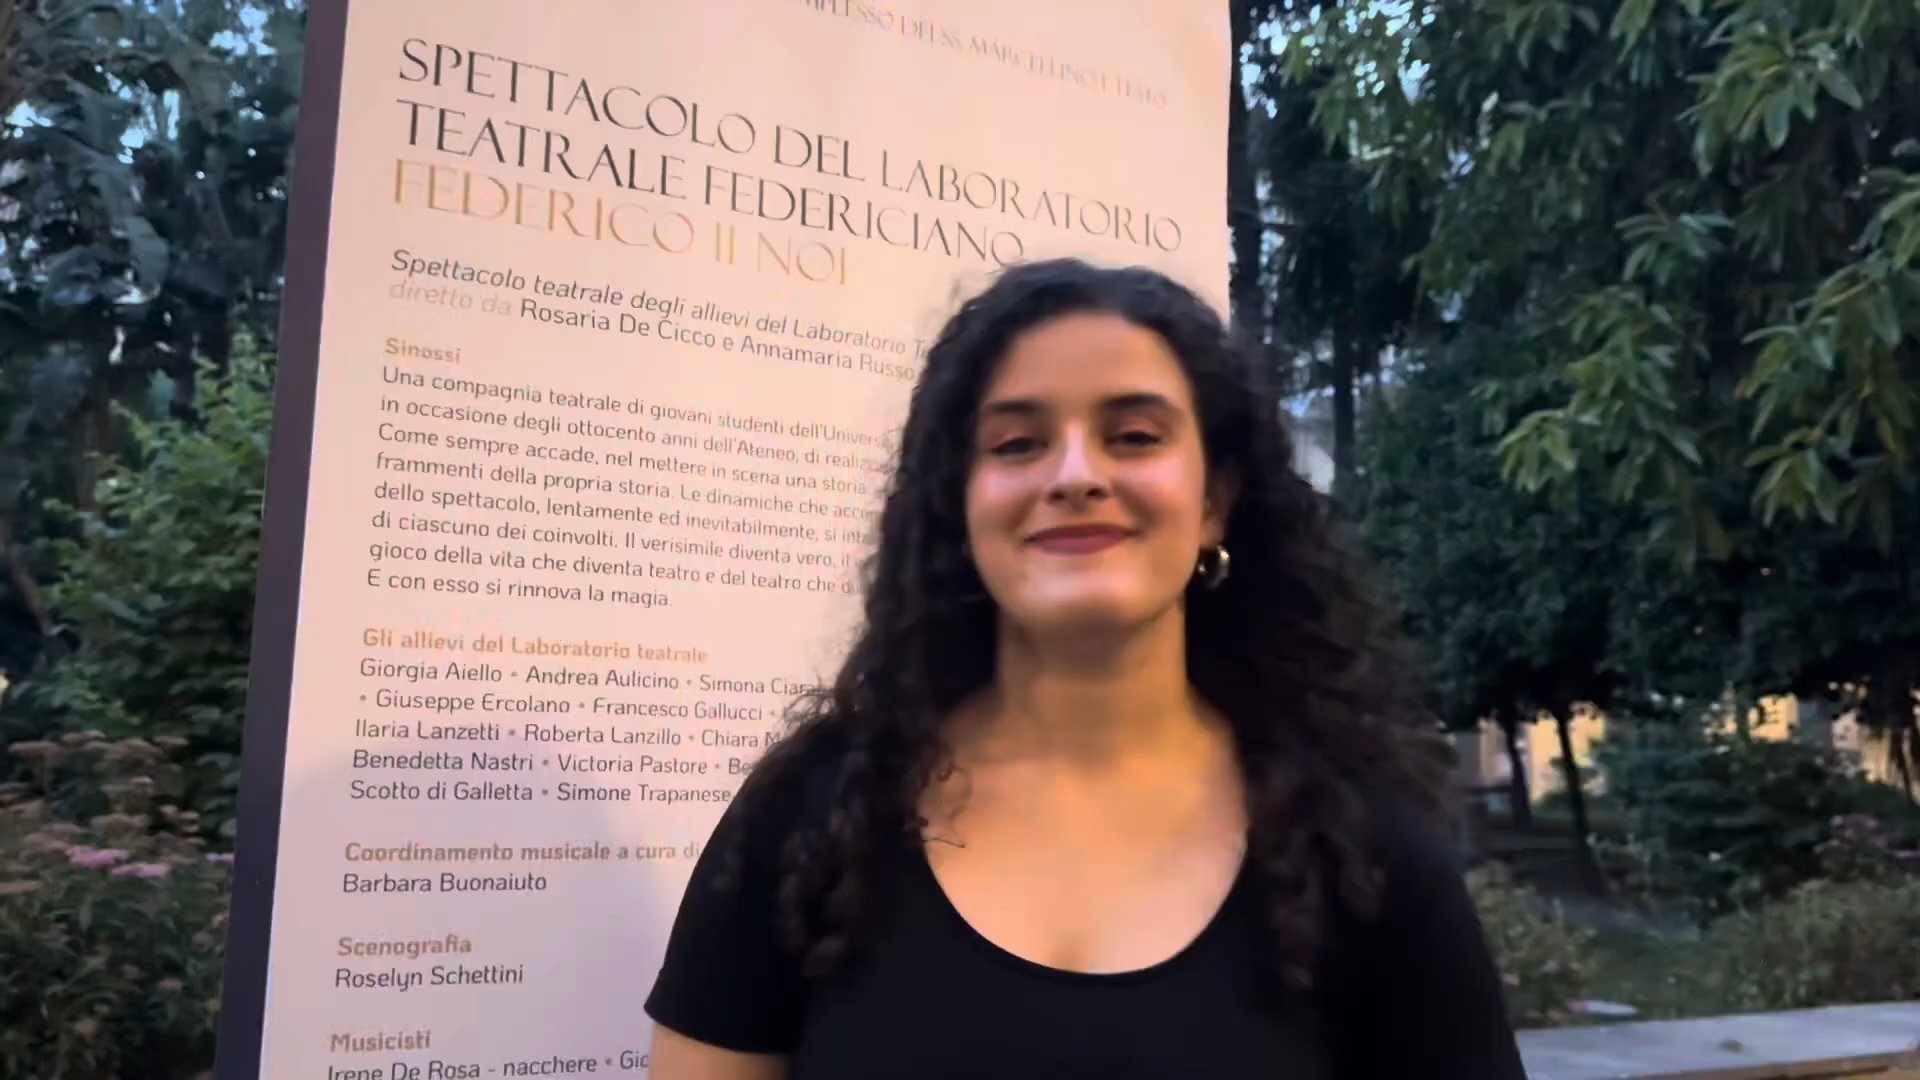 DEI SS MARCELLINO E FESTO
SPETTACOLO DEL LABORATORIO
TEATRALE FEDERICIANO
FEDERICO II NOI
Spettacolo teatrale degli allievi del Laboratorio
diretto da Rosaria De Cicco e Annamaria Russo
Sinossi
Una compagnia teatrale di giovani studenti
in occasione degli ottocento anni dell'Ateneo, di
Come sempre accade, nel mettere in scena una storia
frammenti della propria storia. Le dinamiche che
dello spettacolo, lentamente ed inevitabilmente, si
di ciascuno dei coinvolti. Il verisimile diventa vero, il
gioco della vita che diventa teatro e del teatro che
E con esso si rinnova la magia.
Gli allievi del Laboratorio teatrale
Giorgia Aiello • Andrea Aulicino • Simona
• Giuseppe Ercolano • Francesco Gallucci •
Ilaria Lanzetti • Roberta Lanzillo • Chiara
Benedetta Nastri • Victoria Pastore •
Scotto di Galletta • Simone Trapanese
Coordinamento musicale a cura di
Barbara Buonaiuto
Scenografia
Roselyn Schettini
Musicisti
Irene De Rosa - nacchere •